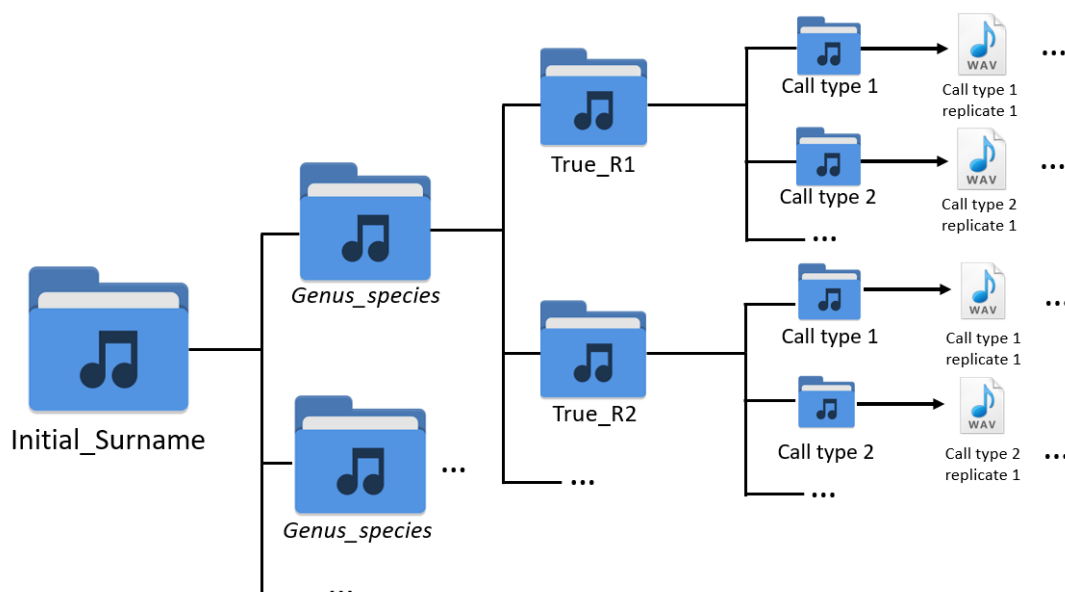 Initial_Surname
Genus_species
...
Genus_species
...
...
True_R1
True_R2
...
Call type 1
Call type 2
...
Call type 1
Call type 2
...
WAV
Call type 1
replicate 1
...
WAV
Call type 2
replicate 1
...
WAV
Call type 1
replicate 1
...
WAV
Call type 2
replicate 1
...